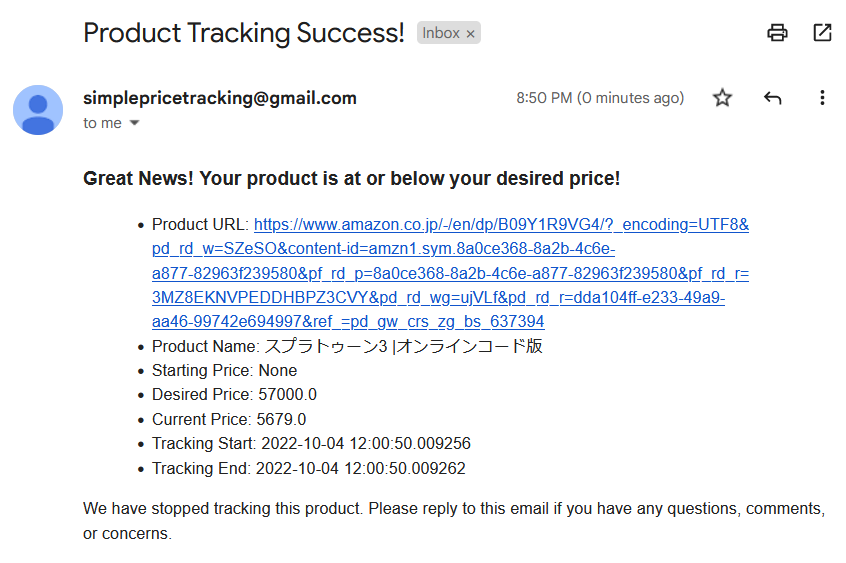 Product Tracking Success!
Inbox ×
simplepricetracking@gmail.com
8:50 PM (0 minutes ago)
to me
Great News! Your product is at or below your desired price!
• Product URL: https://www.amazon.co.jp/-/en/dp/B09Y1R9VG4/?_encoding=UTF8&
pd_rd_w=SZeSO&content-id=amzn1.sym.8a0ce368-8a2b-4c6e-
a877-82963f239580&pf_rd_p=8a0ce368-8a2b-4c6e-a877-82963f239580&pf_rd_r=
3MZ8EKNVPEDDHBPZ3CVY&pd_rd_wg=ujVLf&pd_rd_r=dda104ff-e233-49a9-
aa46-99742e694997&ref_=pd_gw_crs_zg_bs_637394
• Product Name: スプラトゥーン3 |オンラインコード版
• Starting Price: None
• Desired Price: 57000.0
• Current Price: 5679.0
• Tracking Start: 2022-10-04 12:00:50.009256
• Tracking End: 2022-10-04 12:00:50.009262
We have stopped tracking this product. Please reply to this email if you have any questions, comments,
or concerns.